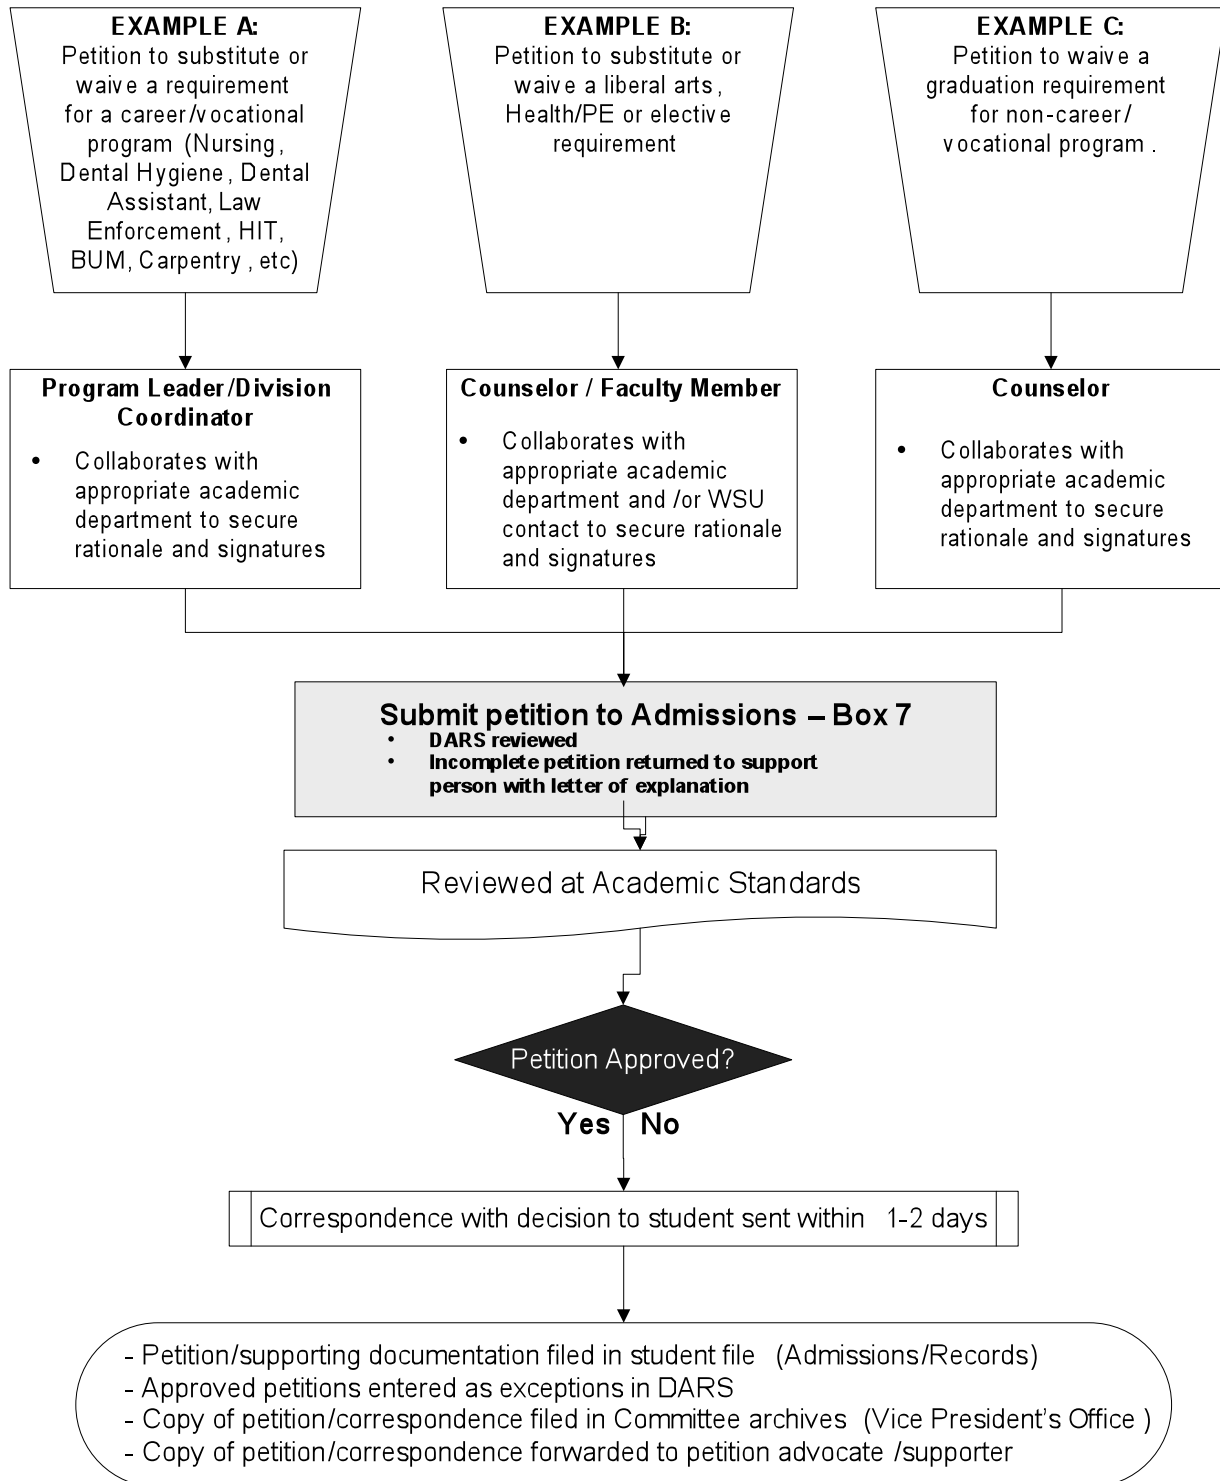 EXAMPLE A:
Petition to substitute or
waive a requirement
for a career/vocational
program (Nursing,
Dental Hygiene, Dental
Assistant, Law
Enforcement, HIT,
BUM, Carpentry, etc)
EXAMPLE B:
Petition to substitute or
waive a liberal arts,
Health/PE or elective
requirement
EXAMPLE C:
Petition to waive a
graduation requirement
for non-career/
vocational program.
Program Leader/Division
Coordinator
• Collaborates with
appropriate academic
department to secure
rationale and signatures
Counselor / Faculty Member
• Collaborates with
appropriate academic
department and /or WSU
contact to secure rationale
and signatures
Counselor
• Collaborates with
appropriate academic
department to secure
rationale and signatures
Submit petition to Admissions – Box 7
• DARS reviewed
• Incomplete petition returned to support
person with letter of explanation
Reviewed at Academic Standards
Petition Approved?
Yes No
Correspondence with decision to student sent within 1-2 days
- Petition/supporting documentation filed in student file (Admissions/Records)
- Approved petitions entered as exceptions in DARS
- Copy of petition/correspondence filed in Committee archives (Vice President's Office )
- Copy of petition/correspondence forwarded to petition advocate /supporter